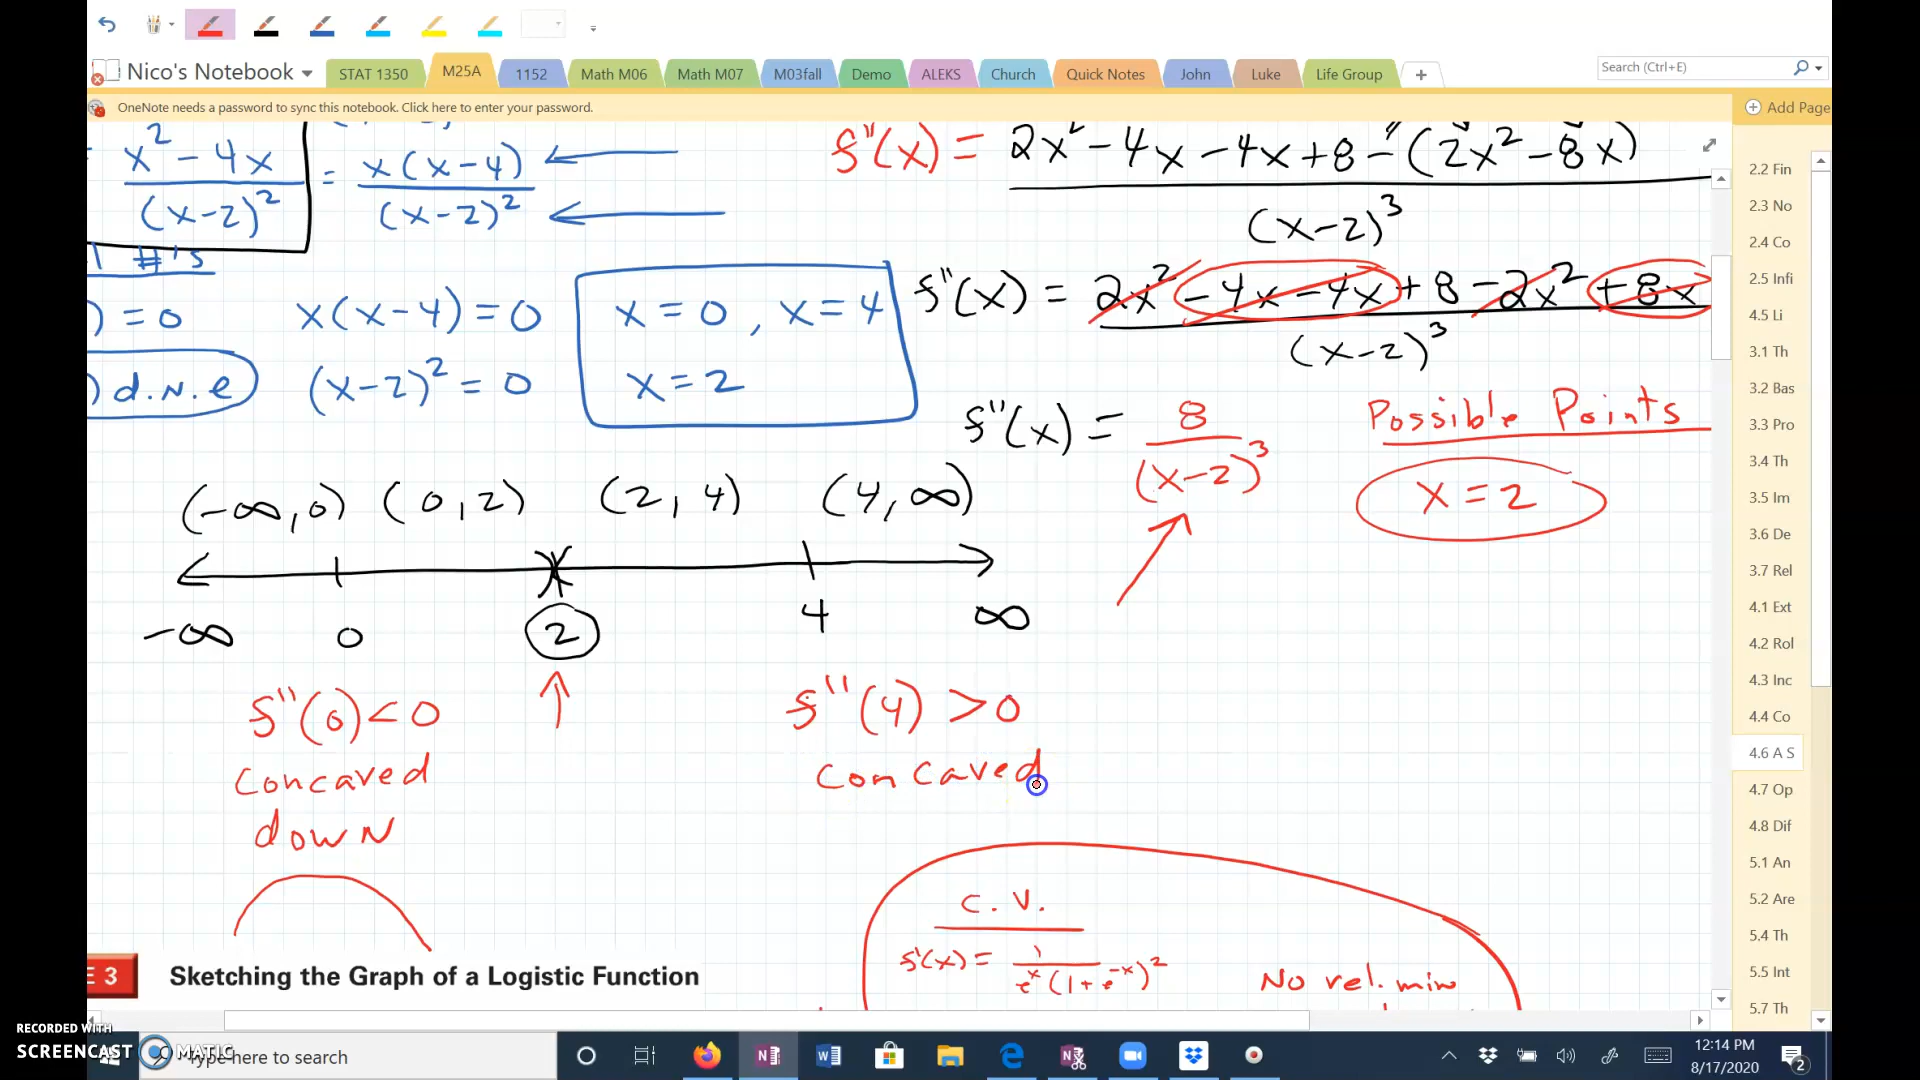 Nico's Notebook
STAT 1350
M25A
1152
Math M06
Math M07
M03fall
Demo
ALEKS
Church
Quick Notes
John
Luke
Life Group
Search (Ctrl+E)
OneNote needs a password to sync this notebook. Click here to enter your password.
Add Page
x² - 4x / (x-2)² = x(x-4) / (x-2)²
#'s
) = 0 x(x-4) = 0
) d.N.e (x-2)² = 0
x = 0, x = 4
x = 2
f''(x) = 2x² - 4x - 4x + 8 - (2x² - 8x) / (x-2)³
f''(x) = 2x² - 4x - 4x + 8 - 2x² + 8x / (x-2)³
f''(x) = 8 / (x-2)³
Possible Points
x = 2
(-∞, 0) (0, 2) (2, 4) (4, ∞)
-∞ 0 2 4 ∞
f''(0) < 0
concaved
down
f''(4) > 0
concaved
C.V.
f'(x) = 1 / eˣ(1+e⁻ˣ)²
No rel. min
E 3 Sketching the Graph of a Logistic Function
2.2 Fin
2.3 No
2.4 Co
2.5 Infi
4.5 Li
3.1 Th
3.2 Bas
3.3 Pro
3.4 Th
3.5 Im
3.6 De
3.7 Rel
4.1 Ext
4.2 Rol
4.3 Inc
4.4 Co
4.6 A S
4.7 Op
4.8 Dif
5.1 An
5.2 Are
5.4 Th
5.5 Int
5.7 Th
RECORDED WITH
SCREENCAST MATIC
Type here to search
12:14 PM
8/17/2020
2